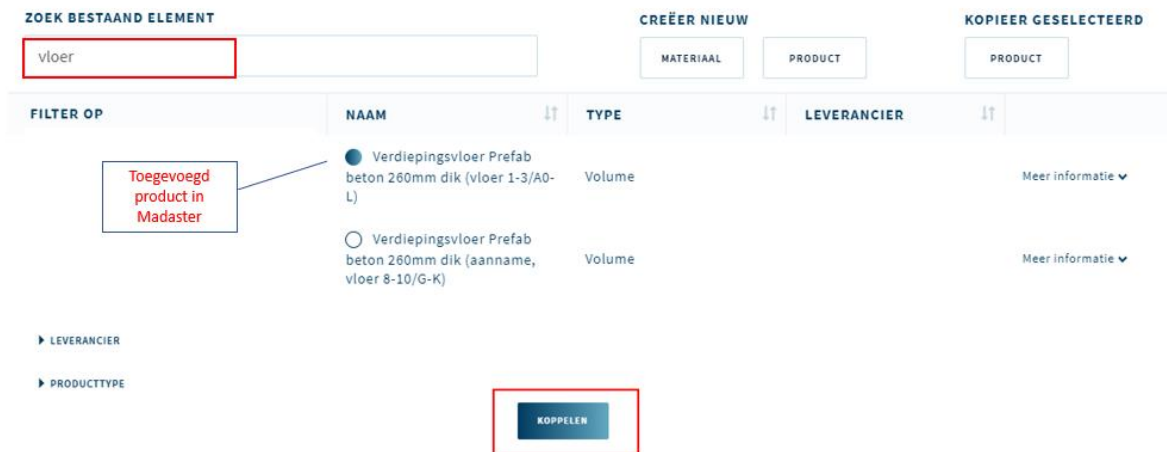 ZOEK BESTAAND ELEMENT
CREËER NIEUW
KOPIEER GESELECTEERD
vloer
MATERIAAL
PRODUCT
PRODUCT
FILTER OP
NAAM
TYPE
LEVERANCIER
Toegevoegd
product in
Madaster
Verdiepingsvloer Prefab
beton 260mm dik (vloer 1-3/A0-
L)
Volume
Meer informatie
Verdiepingsvloer Prefab
beton 260mm dik (aanname,
vloer 8-10/G-K)
Volume
Meer informatie
LEVERANCIER
PRODUCTTYPE
KOPPELEN